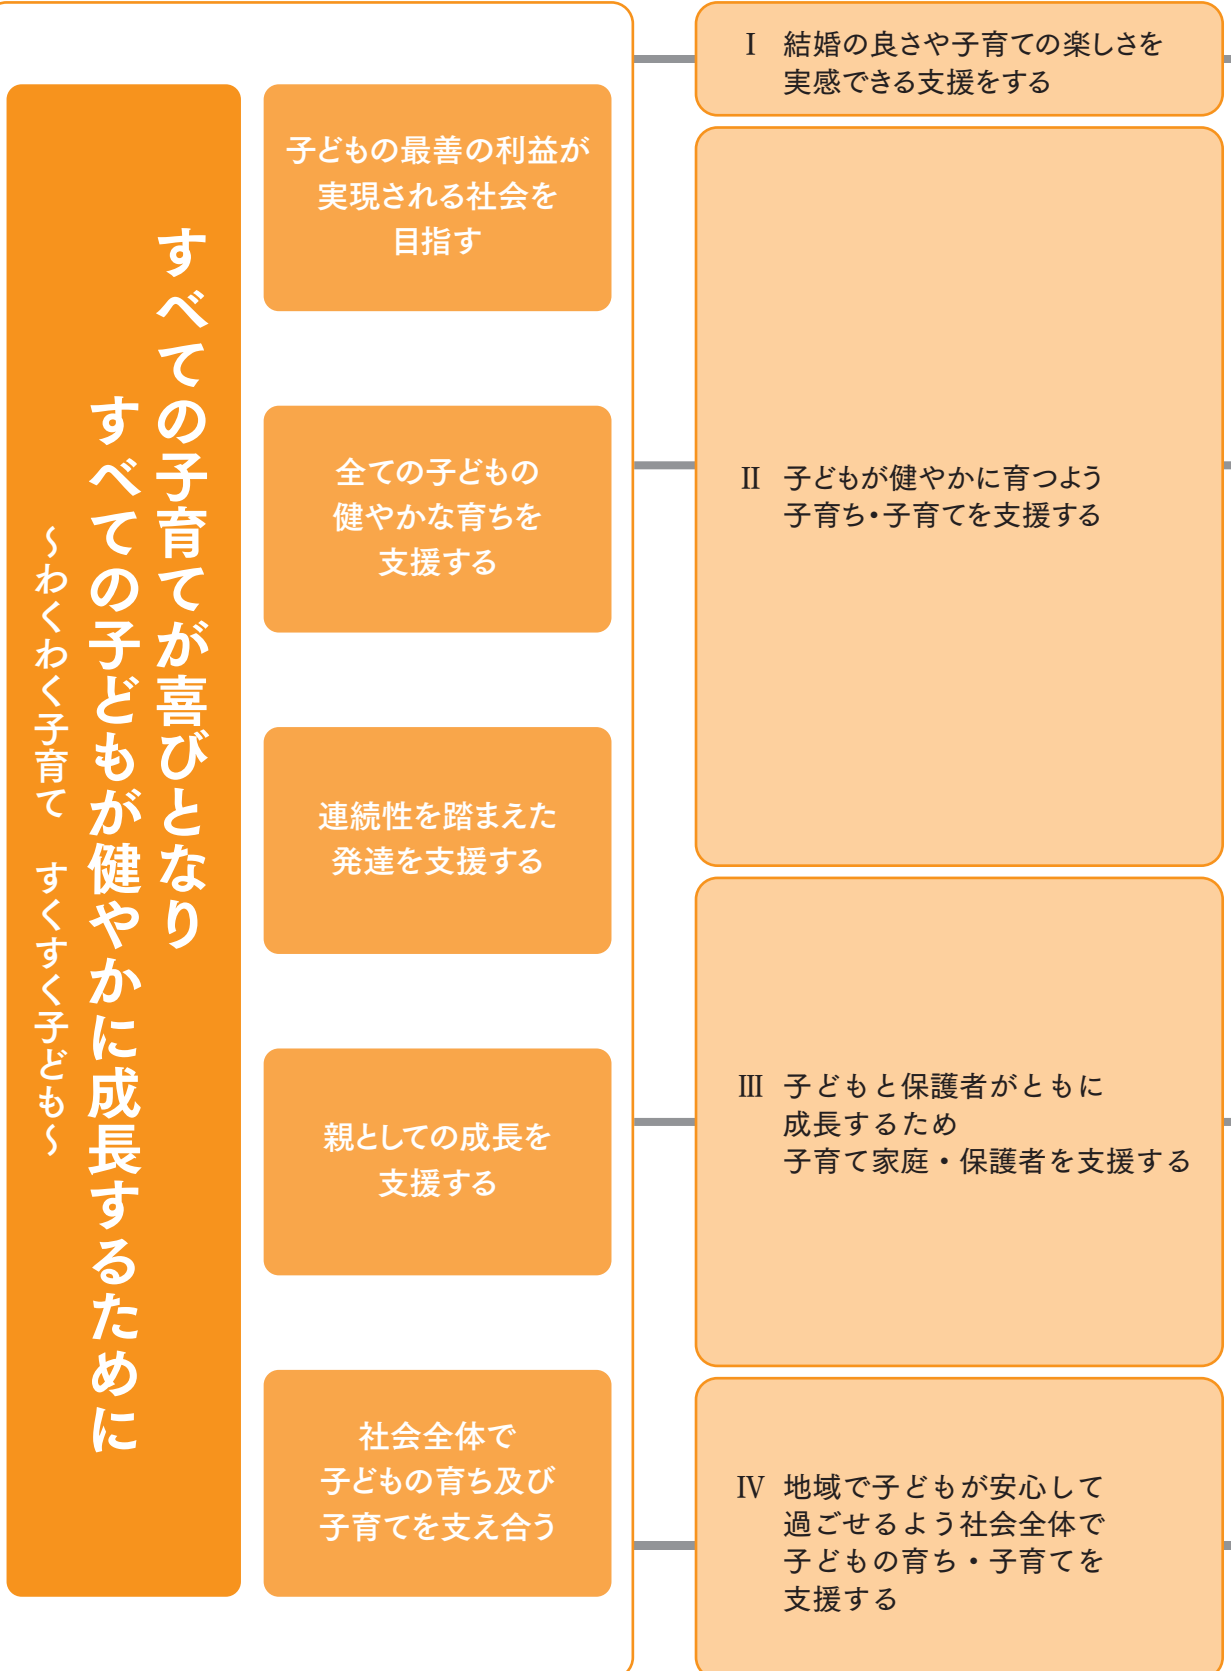 すべての子育てが喜びとなり
すべての子どもが健やかに成長するために
～わくわく子育て　すくすく子ども～
子どもの最善の利益が
実現される社会を
目指す
全ての子どもの
健やかな育ちを
支援する
連続性を踏まえた
発達を支援する
親としての成長を
支援する
社会全体で
子どもの育ち及び
子育てを支え合う
Ⅰ　結婚の良さや子育ての楽しさを
実感できる支援をする
Ⅱ　子どもが健やかに育つよう
子育ち・子育てを支援する
Ⅲ　子どもと保護者がともに
成長するため
子育て家庭・保護者を支援する
Ⅳ　地域で子どもが安心して
過ごせるよう社会全体で
子どもの育ち・子育てを
支援する